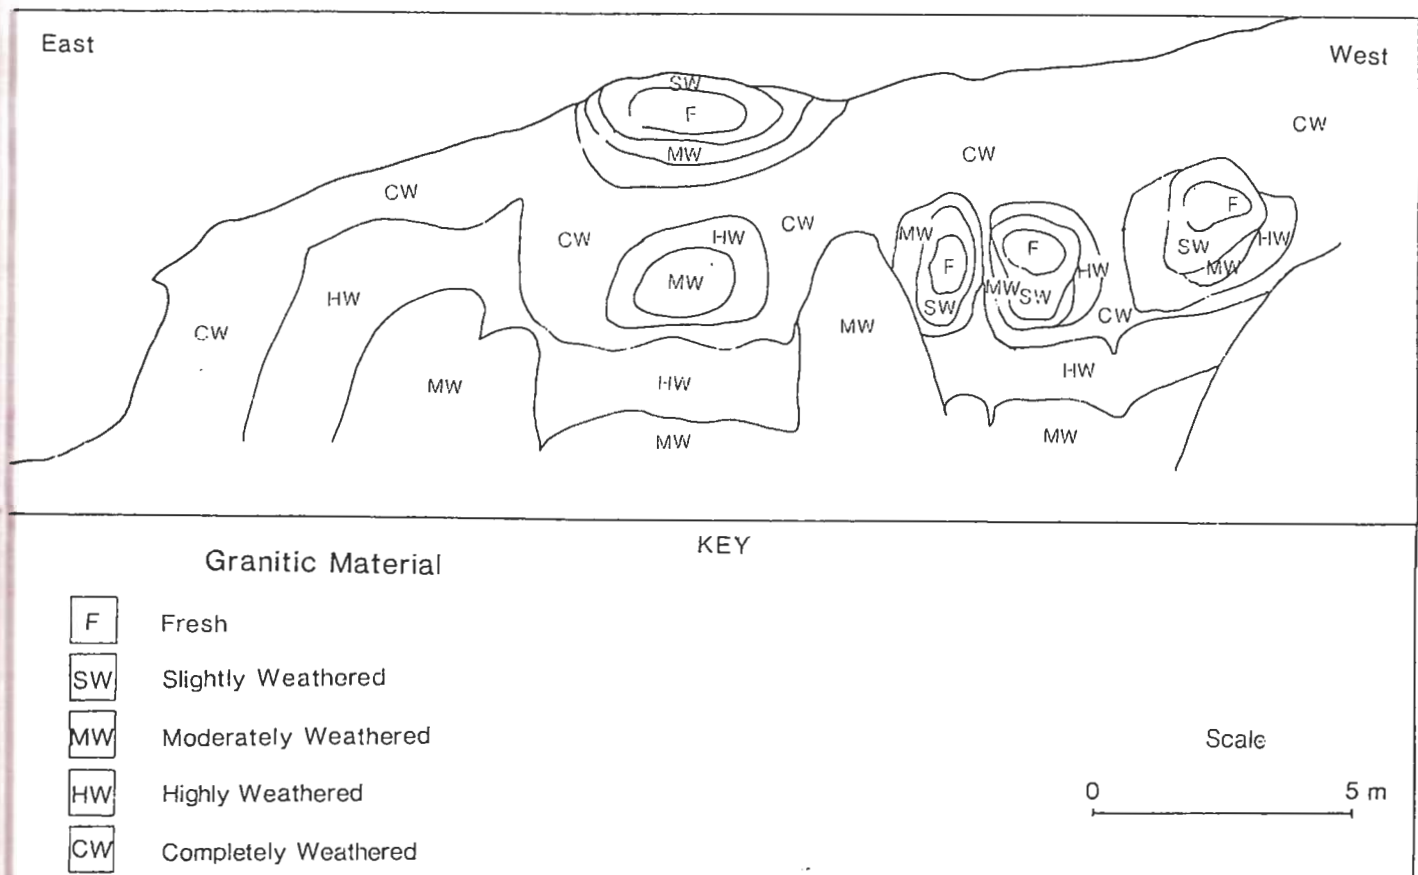 East
West
SW
F
MW
CW
CW
CW
CW
CW
HW
MW
HW
CW
MW
HW
MW
MW
F
SW
F
MW
SW
HW
CW
F
SW
MW
HW
HW
MW
CW
MW
HW
MW
KEY
Granitic Material
F Fresh
SW Slightly Weathered
MW Moderately Weathered
HW Highly Weathered
CW Completely Weathered
Scale
0 5 m